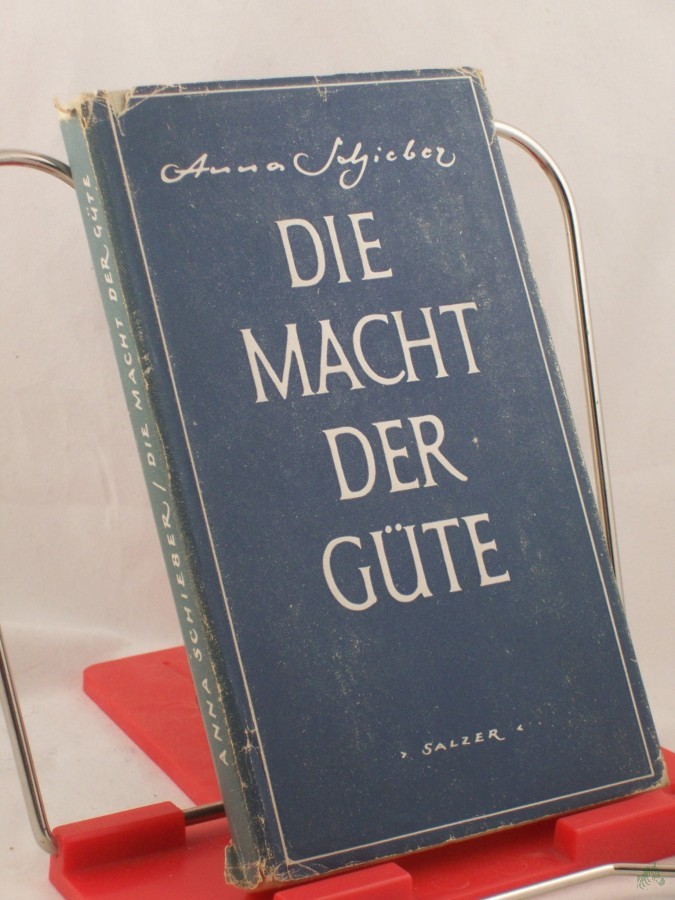 Anna Schieber
DIE
MACHT
DER
GÜTE
> SALZER <
ANNA SCHIEBER / DIE MACHT DER GÜTE